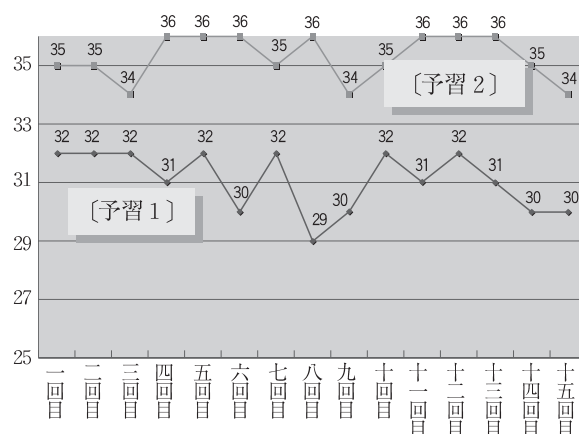 36 36 36 36 36 36 36
35 35 35 35 35
34 34 34
35
33
32 32 32 32 32 32 32
31 31 31
30 30 30 30
29
31
29
27
25
〔予習2〕
〔予習1〕
一回目
二回目
三回目
四回目
五回目
六回目
七回目
八回目
九回目
十回目
十一回目
十二回目
十三回目
十四回目
十五回目